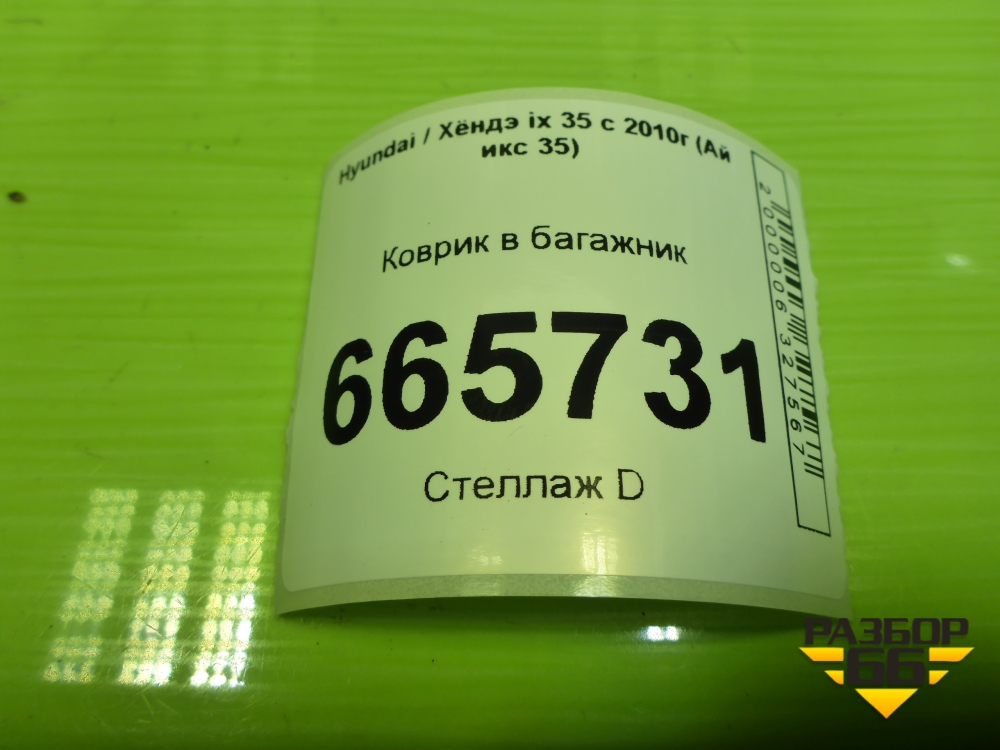 Hyundai / Хёндэ ix 35 с 2010г (Ай
икс 35)
Коврик в багажник
665731
Стеллаж D
2000006327567
РАЗБОР
66